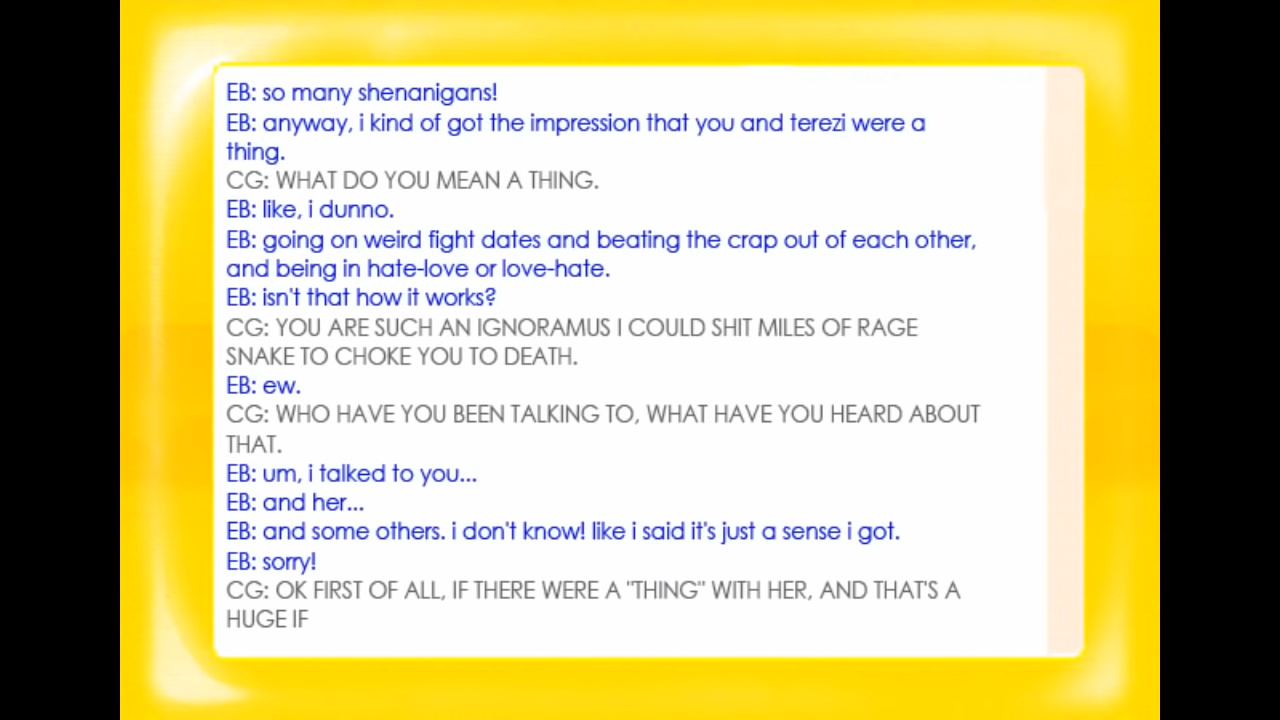 EB: so many shenanigans!
EB: anyway, i kind of got the impression that you and terezi were a
thing.
CG: WHAT DO YOU MEAN A THING.
EB: like, i dunno.
EB: going on weird fight dates and beating the crap out of each other,
and being in hate-love or love-hate.
EB: isn't that how it works?
CG: YOU ARE SUCH AN IGNORAMUS I COULD SHIT MILES OF RAGE
SNAKE TO CHOKE YOU TO DEATH.
EB: ew.
CG: WHO HAVE YOU BEEN TALKING TO, WHAT HAVE YOU HEARD ABOUT
THAT.
EB: um, i talked to you...
EB: and her...
EB: and some others. i don't know! like i said it's just a sense i got.
EB: sorry!
CG: OK FIRST OF ALL, IF THERE WERE A "THING" WITH HER, AND THAT'S A
HUGE IF